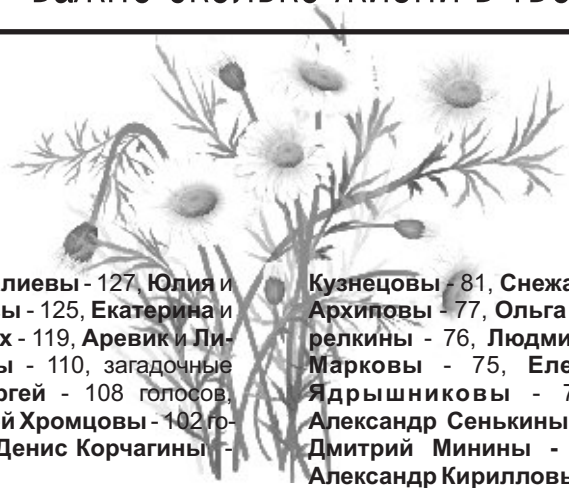 лиевы - 127, Юлия и
ы - 125, Екатерина и
х - 119, Аревик и Ли-
ы - 110, загадочные
ргей - 108 голосов,
й Хромцовы - 102 го-
Денис Корчагины -
Кузнецовы - 81, Снежа
Архиповы - 77, Ольга
релкины - 76, Людми
Марковы - 75, Еле
Ядрышниковы - 7
Александр Сенькины
Дмитрий Минины -
Александр Кирилловы